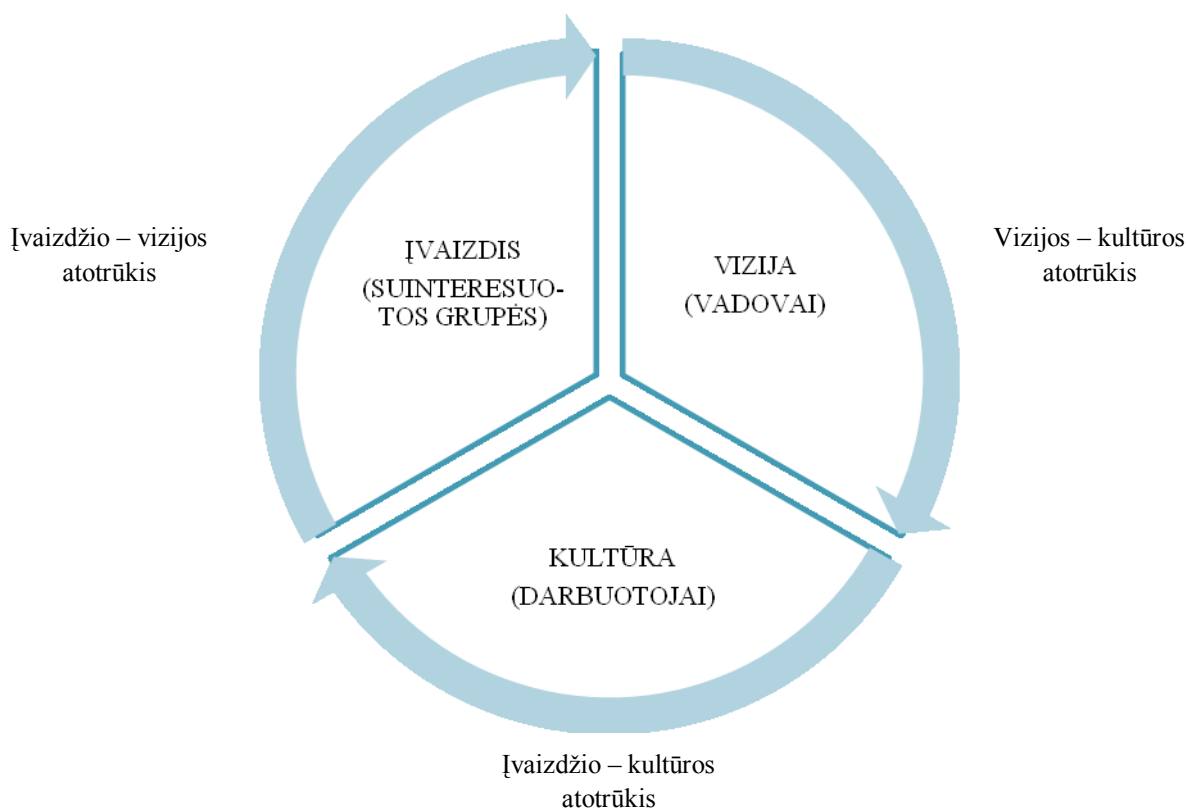 Įvaizdžio – vizijos
atotrūkis
ĮVAIZDIS
(SUINTERESUO-
TOS GRUPĖS)
VIZIJA
(VADOVAI)
Vizijos – kultūros
atotrūkis
KULTŪRA
(DARBUOTOJAI)
Įvaizdžio – kultūros
atotrūkis